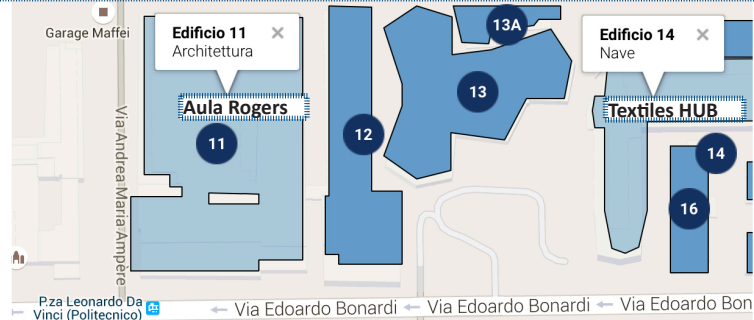 Garage Maffei
Edificio 11
Architettura
Aula Rogers
11
12
13A
13
Edificio 14
Nave
Textiles HUB
14
16
Via Andrea Maria Ampère
P.za Leonardo Da
Vinci (Politecnico)
Via Edoardo Bonardi
Via Edoardo Bonardi
Via Edoardo Bon